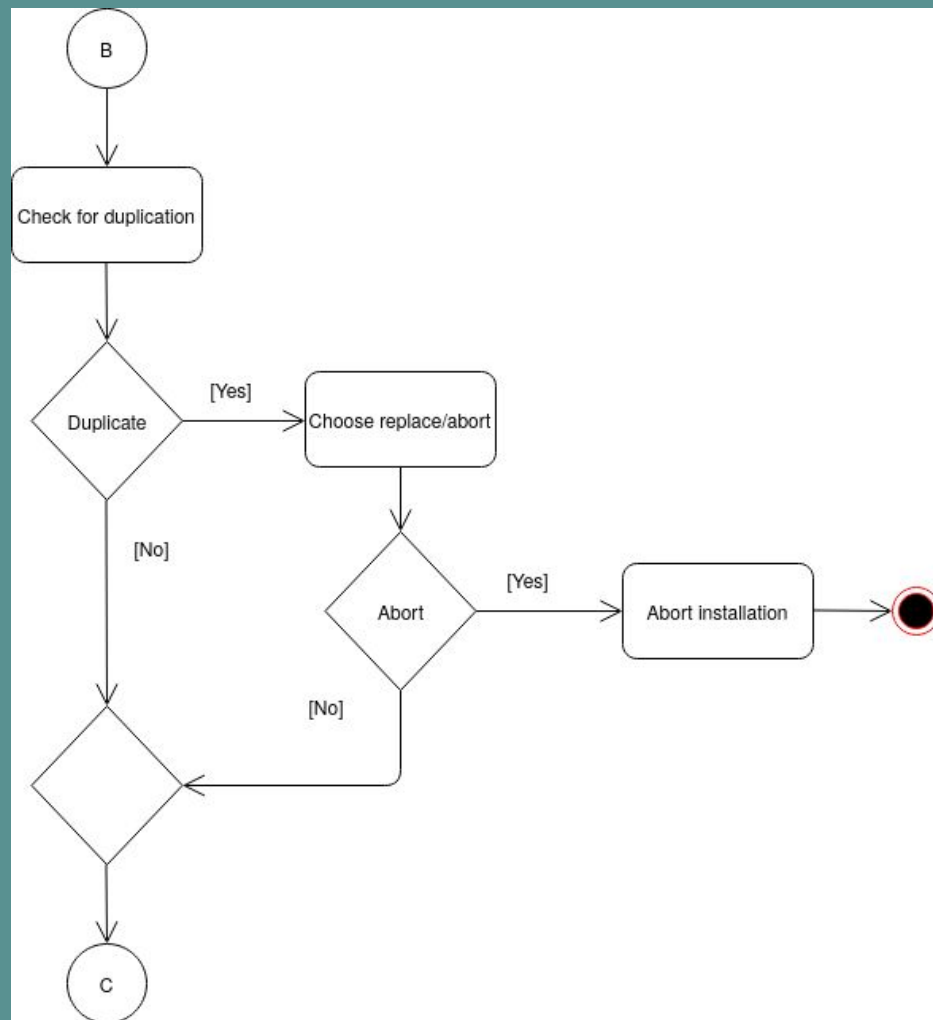 B
Check for duplication
Duplicate
[Yes]
Choose replace/abort
[No]
Abort
[Yes]
Abort installation
[No]
C